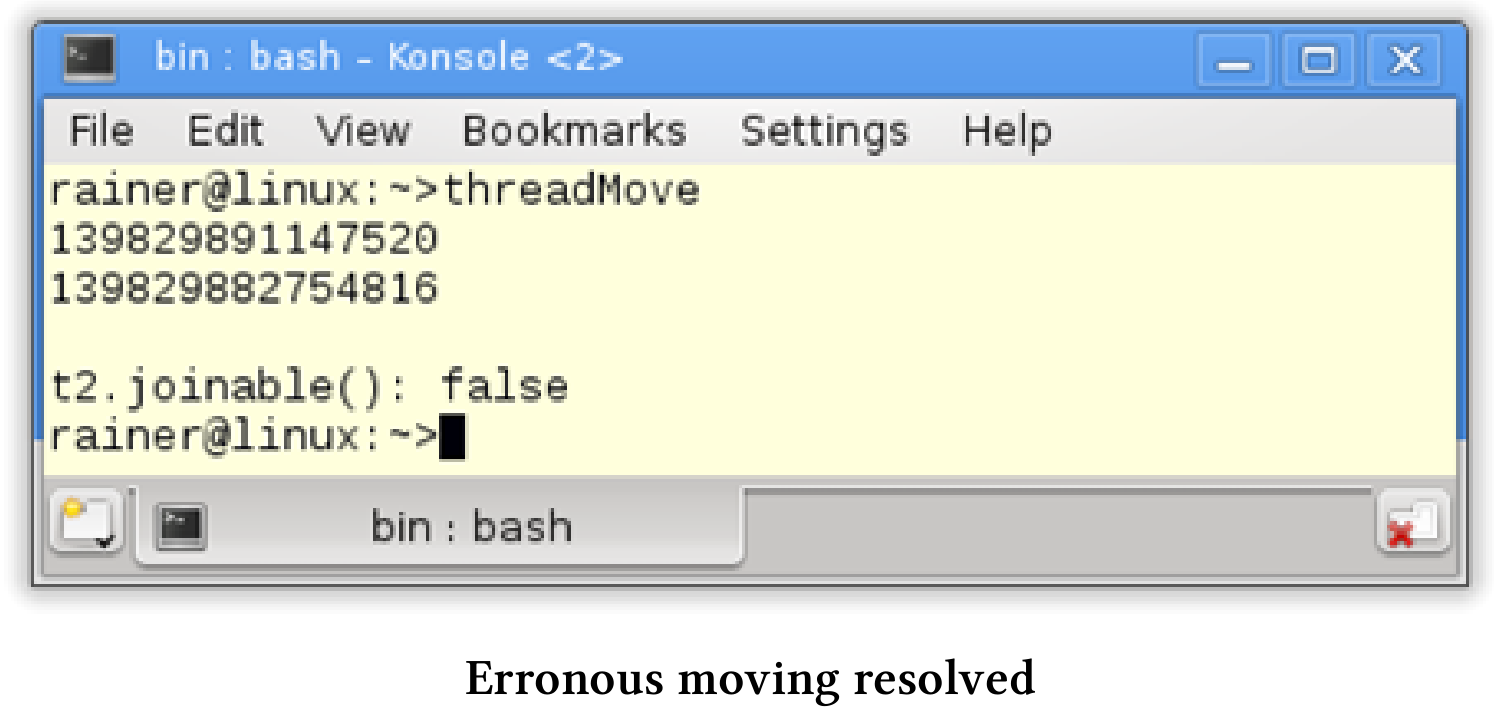 bin : bash – Konsole <2>
File Edit View Bookmarks Settings Help
rainer@linux:~>threadMove
139829891147520
139829882754816
t2.joinable(): false
rainer@linux:~>
bin : bash
Erronous moving resolved